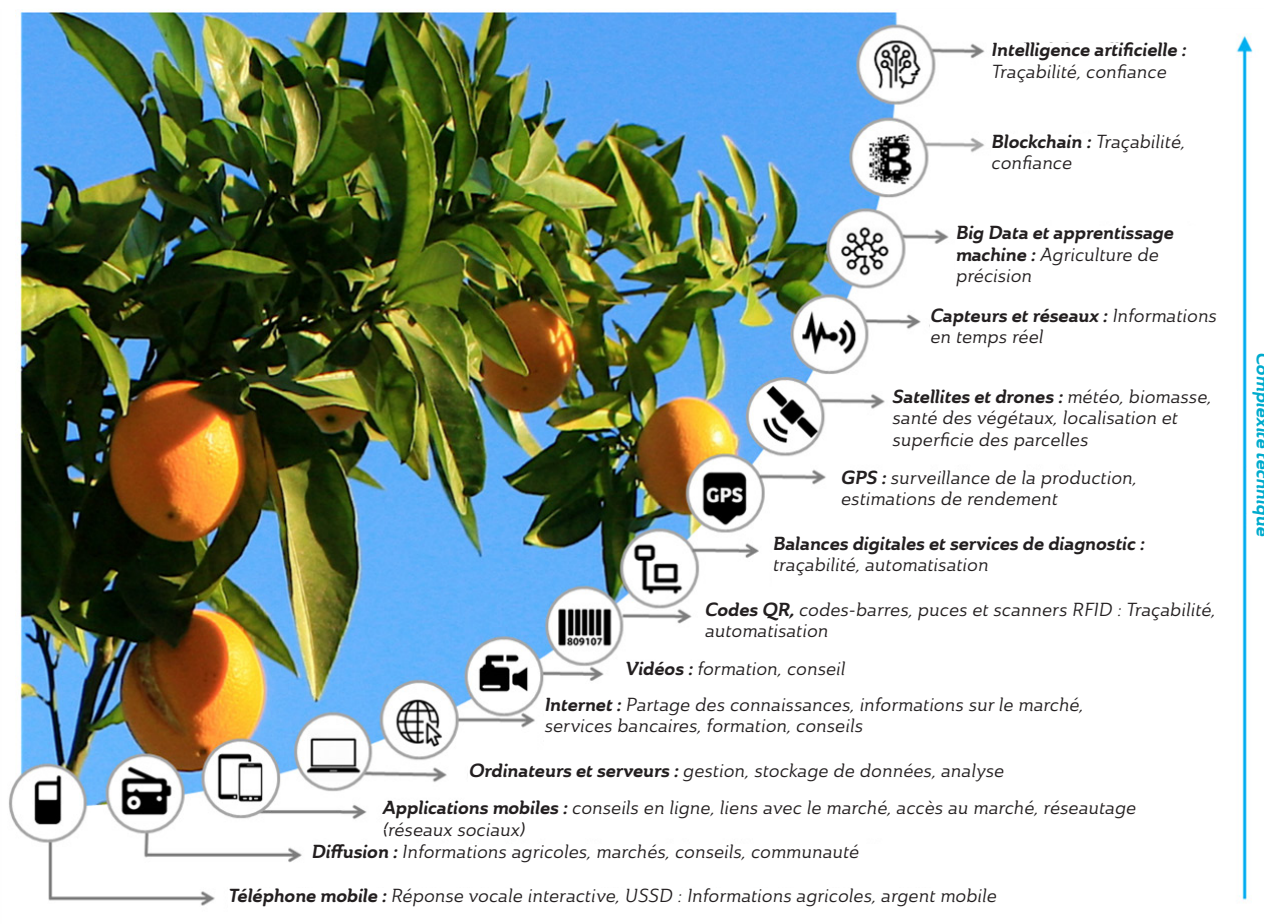 Intelligence artificielle :
Traçabilité, confiance
Blockchain : Traçabilité,
confiance
Big Data et apprentissage
machine : Agriculture de
précision
Capteurs et réseaux : Informations
en temps réel
Satellites et drones : météo, biomasse,
santé des végétaux, localisation et
superficie des parcelles
GPS
GPS : surveillance de la production,
estimations de rendement
Balances digitales et services de diagnostic :
traçabilité, automatisation
809107
Codes QR, codes-barres, puces et scanners RFID : Traçabilité,
automatisation
Vidéos : formation, conseil
Internet : Partage des connaissances, informations sur le marché,
services bancaires, formation, conseils
Ordinateurs et serveurs : gestion, stockage de données, analyse
Applications mobiles : conseils en ligne, liens avec le marché, accès au marché, réseautage
(réseaux sociaux)
Diffusion : Informations agricoles, marchés, conseils, communauté
Téléphone mobile : Réponse vocale interactive, USSD : Informations agricoles, argent mobile
Complexité technique